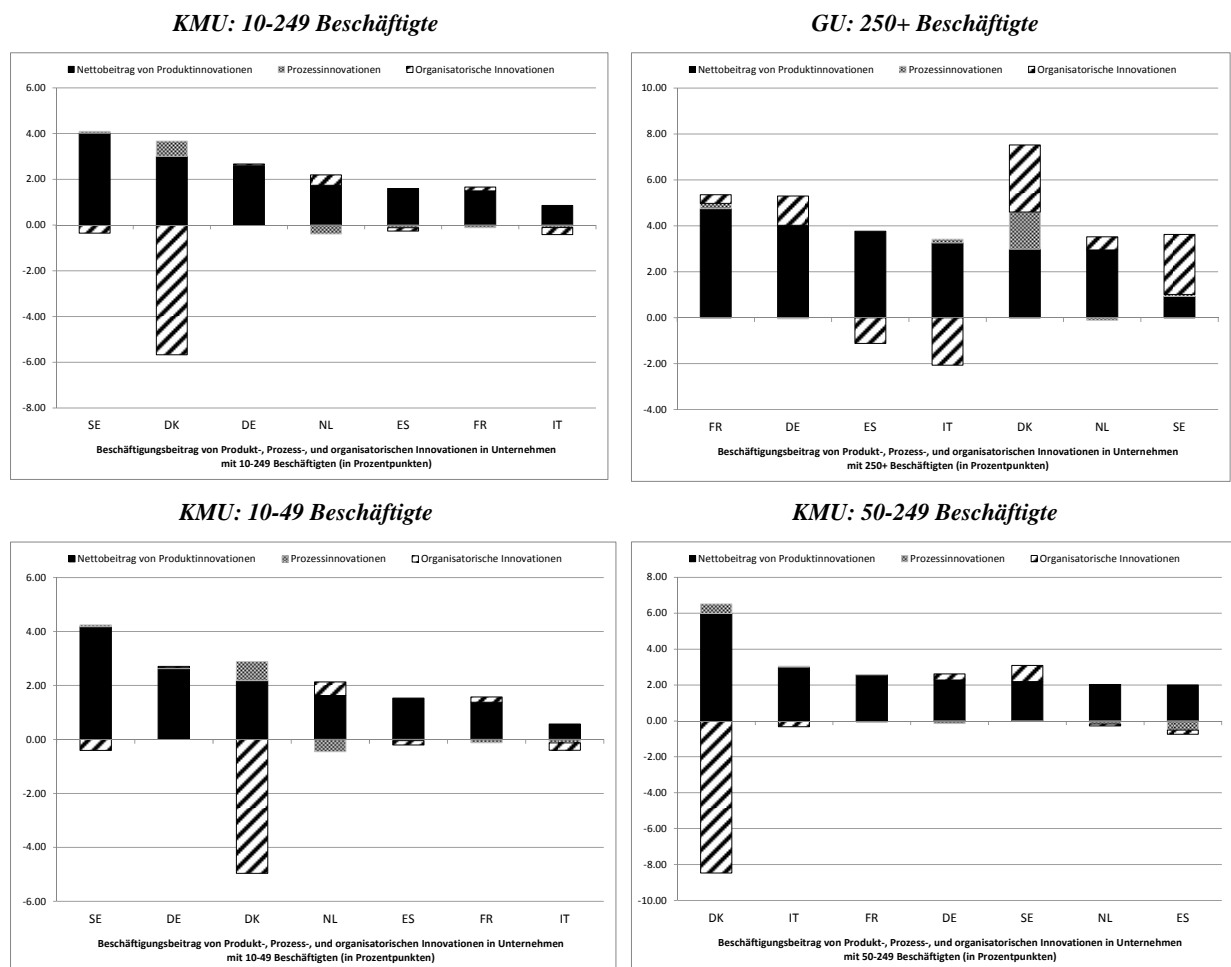 KMU: 10-249 Beschäftigte
Nettobeitrag von Produktinnovationen Prozessinnovationen Organisatorische Innovationen
6.00
4.00
2.00
0.00
-2.00
-4.00
-6.00
-8.00
SE DK DE NL ES FR IT
Beschäftigungsbeitrag von Produkt-, Prozess-, und organisatorischen Innovationen in Unternehmen
mit 10-249 Beschäftigten (in Prozentpunkten)
GU: 250+ Beschäftigte
Nettobeitrag von Produktinnovationen Prozessinnovationen Organisatorische Innovationen
10.00
8.00
6.00
4.00
2.00
0.00
-2.00
-4.00
FR DE ES IT DK NL SE
Beschäftigungsbeitrag von Produkt-, Prozess-, und organisatorischen Innovationen in Unternehmen
mit 250+ Beschäftigten (in Prozentpunkten)
KMU: 10-49 Beschäftigte
Nettobeitrag von Produktinnovationen Prozessinnovationen Organisatorische Innovationen
6.00
4.00
2.00
0.00
-2.00
-4.00
-6.00
SE DE DK NL ES FR IT
Beschäftigungsbeitrag von Produkt-, Prozess-, und organisatorischen Innovationen in Unternehmen
mit 10-49 Beschäftigten (in Prozentpunkten)
KMU: 50-249 Beschäftigte
Nettobeitrag von Produktinnovationen Prozessinnovationen Organisatorische Innovationen
8.00
6.00
4.00
2.00
0.00
-2.00
-4.00
-6.00
-8.00
-10.00
DK IT FR DE SE NL ES
Beschäftigungsbeitrag von Produkt-, Prozess-, und organisatorischen Innovationen in Unternehmen
mit 50-249 Beschäftigten (in Prozentpunkten)